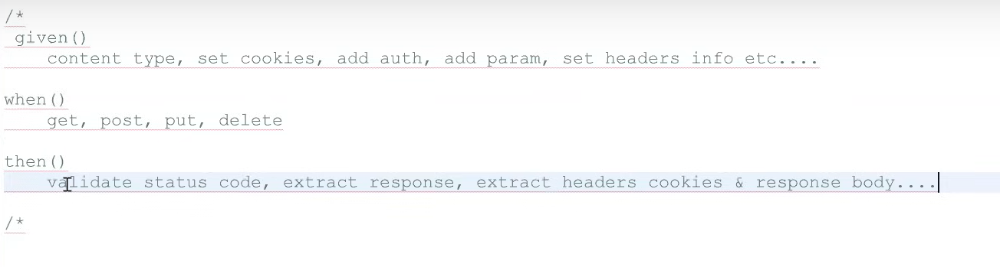 /*
given()
content type, set cookies, add auth, add param, set headers info etc....
when()
get, post, put, delete
then()
validate status code, extract response, extract headers cookies & response body....
/*